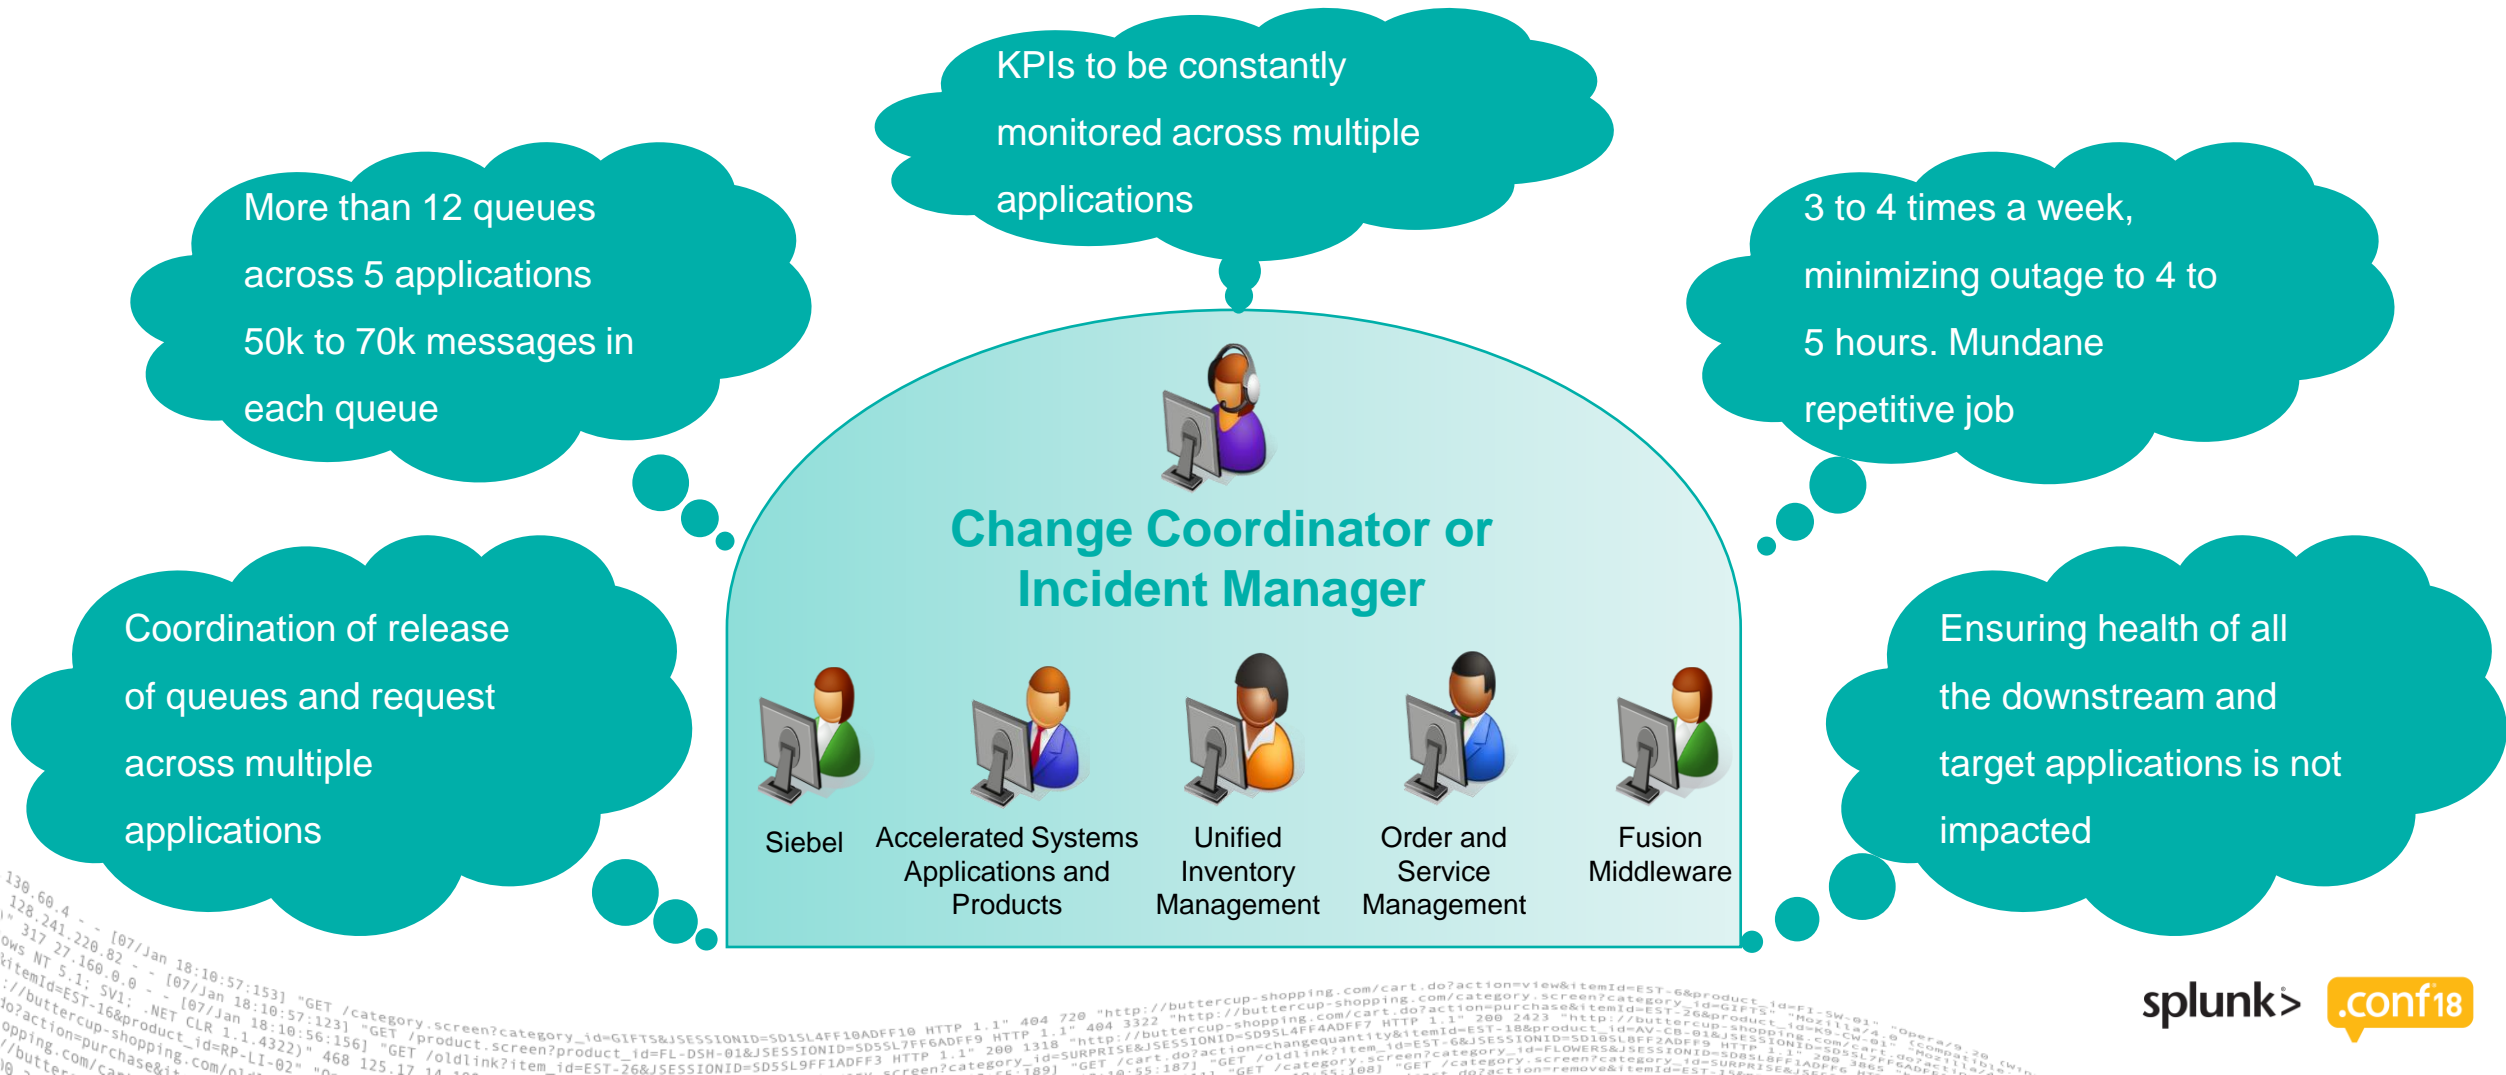 KPIs to be constantly
monitored across multiple
applications
More than 12 queues
across 5 applications
50k to 70k messages in
each queue
3 to 4 times a week,
minimizing outage to 4 to
5 hours. Mundane
repetitive job
Coordination of release
of queues and request
across multiple
applications
Change Coordinator or
Incident Manager
Ensuring health of all
the downstream and
target applications is not
impacted
Siebel
Accelerated Systems
Applications and
Products
Unified
Inventory
Management
Order and
Service
Management
Fusion
Middleware
splunk>
.conf18